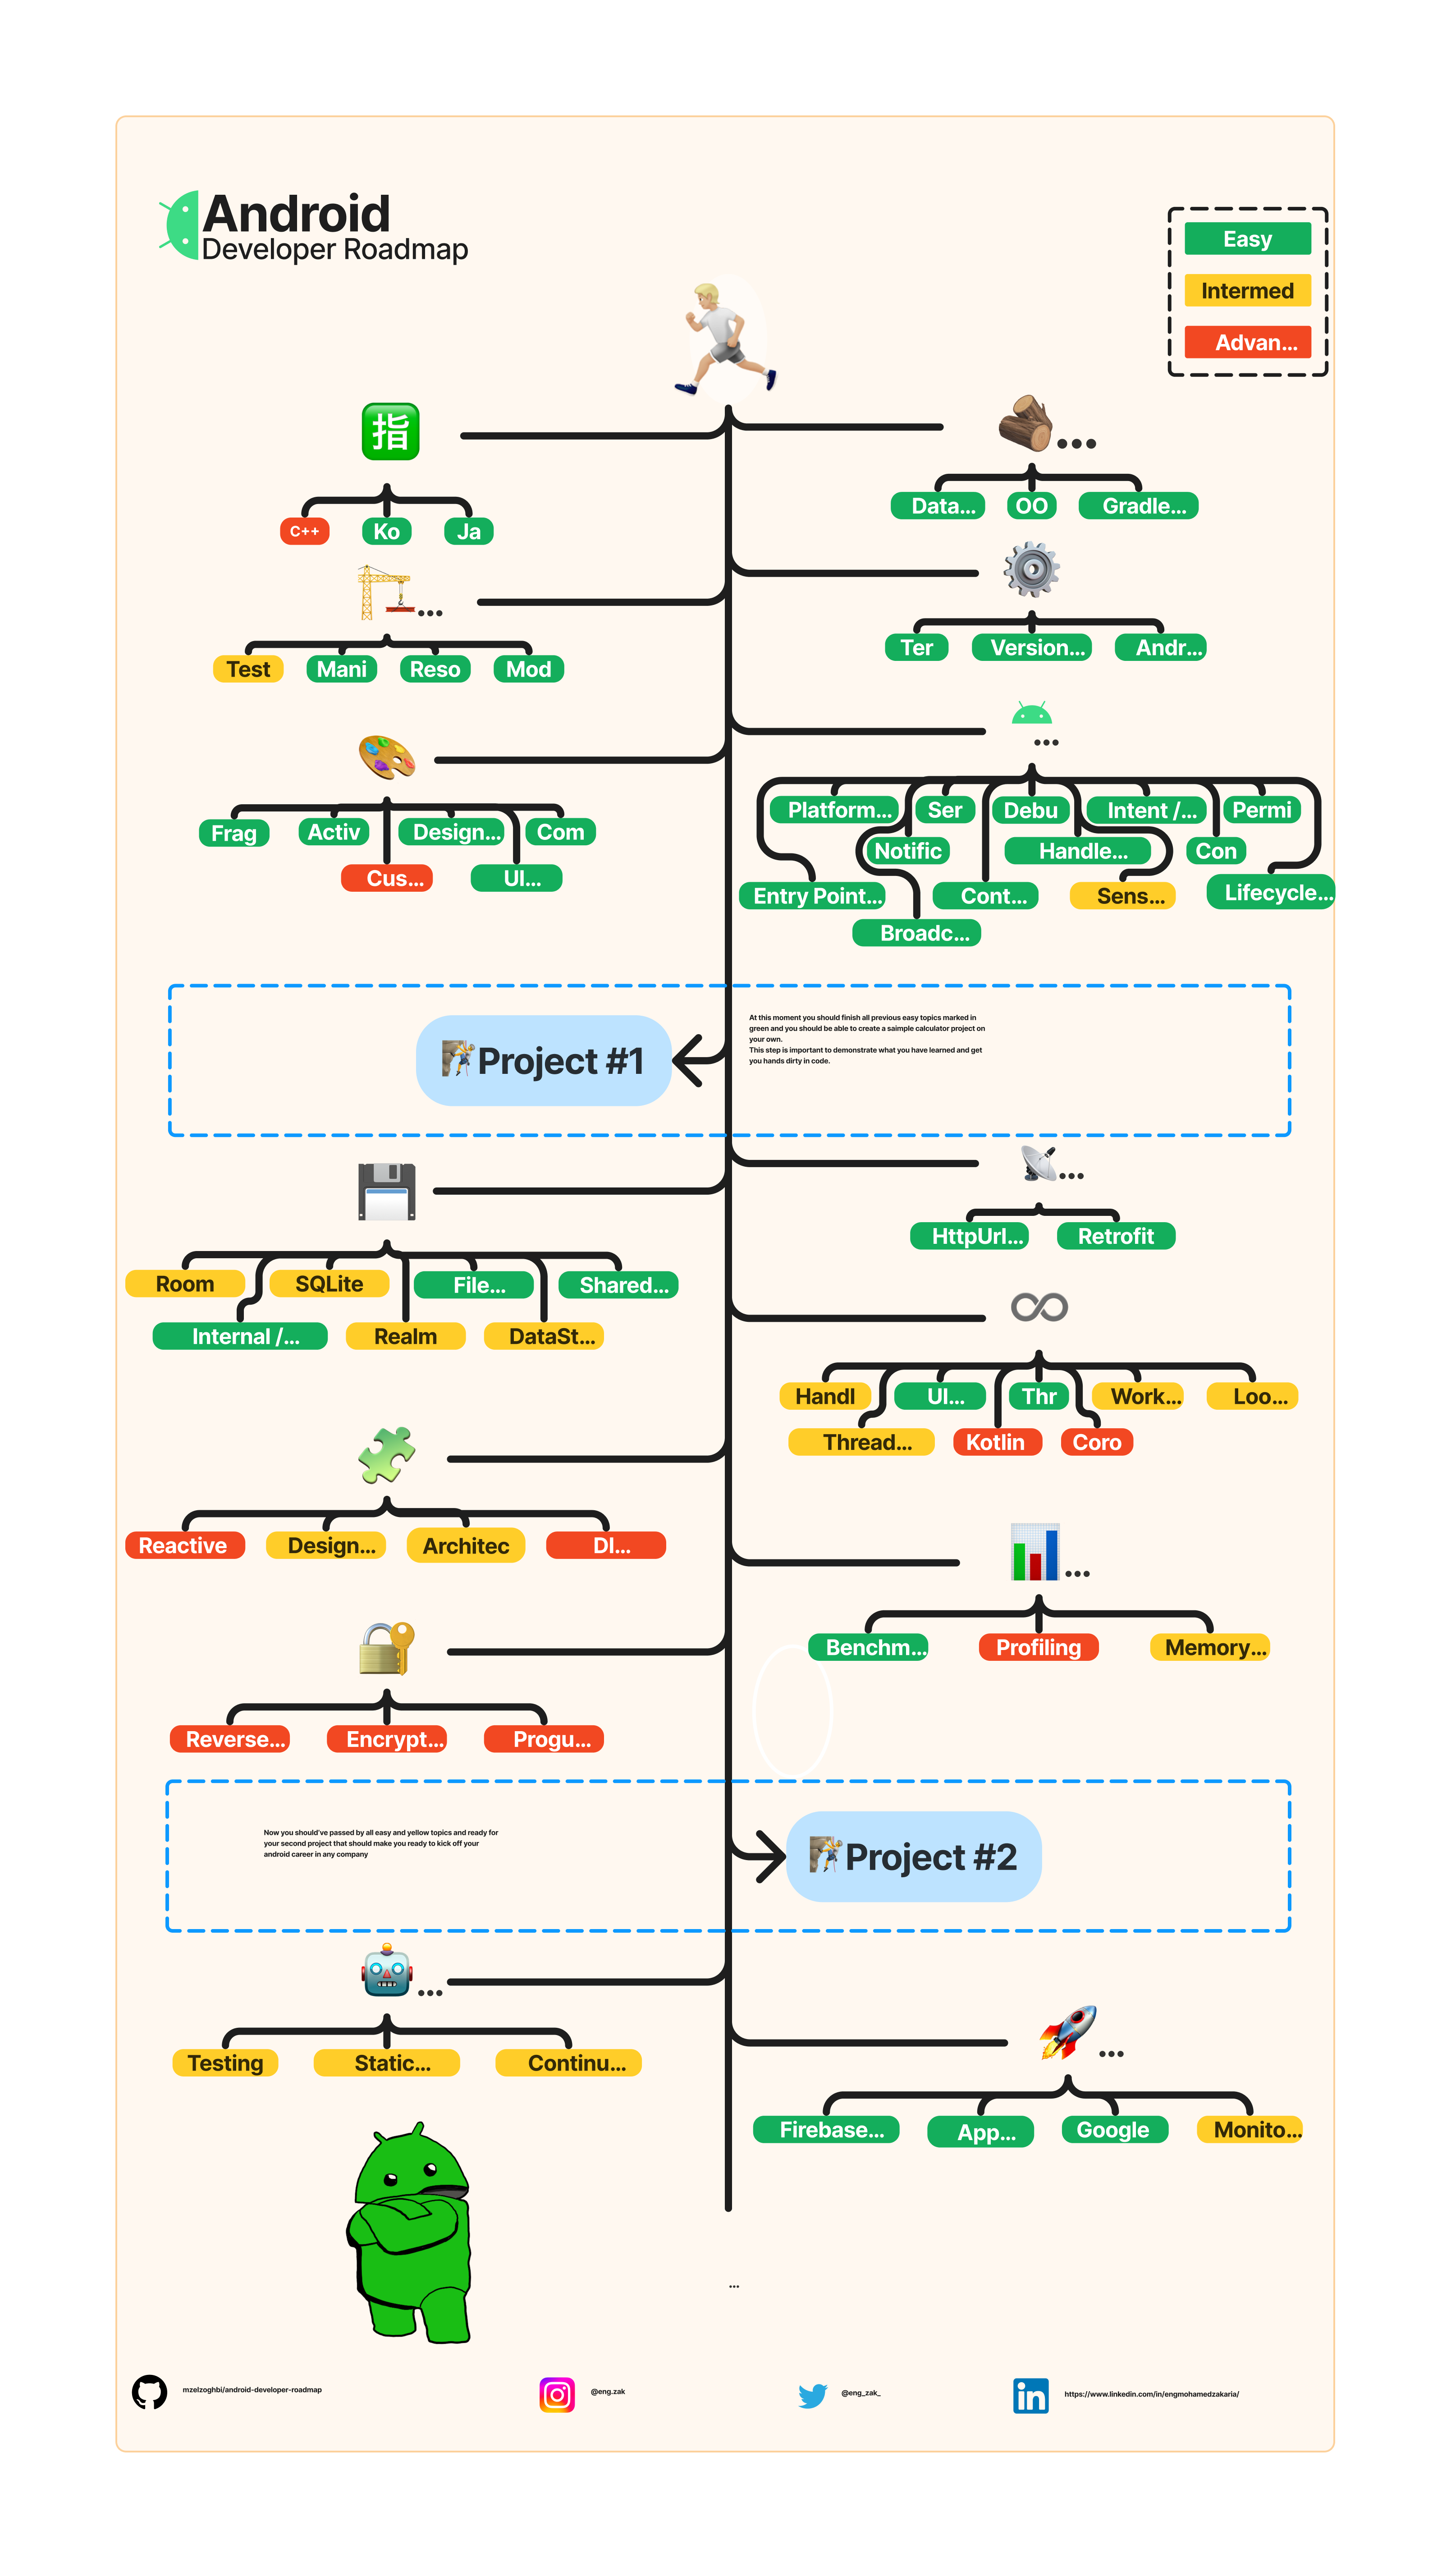 Android
Developer Roadmap
Easy
Intermed
Advan...
指
...
Data...
OO
Gradle...
C++
Ko
Ja
...
Ter
Version...
Andr...
Test
Mani
Reso
Mod
...
Platform...
Ser
Debu
Intent /...
Permi
Frag
Activ
Design...
Com
Notific
Handle...
Con
Cus...
UI...
Entry Point...
Cont...
Sens...
Lifecycle...
Broadc...
Project #1
At this moment you should finish all previous easy topics marked in
green and you should be able to create a saimple calculator project on
your own.
This step is important to demonstrate what you have learned and get
you hands dirty in code.
...
HttpUrl...
Retrofit
Room
SQLite
File...
Shared...
Internal /...
Realm
DataSt...
Handl
UI...
Thr
Work...
Loo...
Thread...
Kotlin
Coro
Reactive
Design...
Architec
DI...
...
Benchm...
Profiling
Memory...
Reverse...
Encrypt...
Progu...
Now you should've passed by all easy and yellow topics and ready for
your second project that should make you ready to kick off your
android career in any company
Project #2
...
Testing
Static...
Continu...
...
Firebase...
App...
Google
Monito...
...
mzelzoghbi/android-developer-roadmap
@eng.zak
@eng_zak_
in
https://www.linkedin.com/in/engmohamedzakaria/